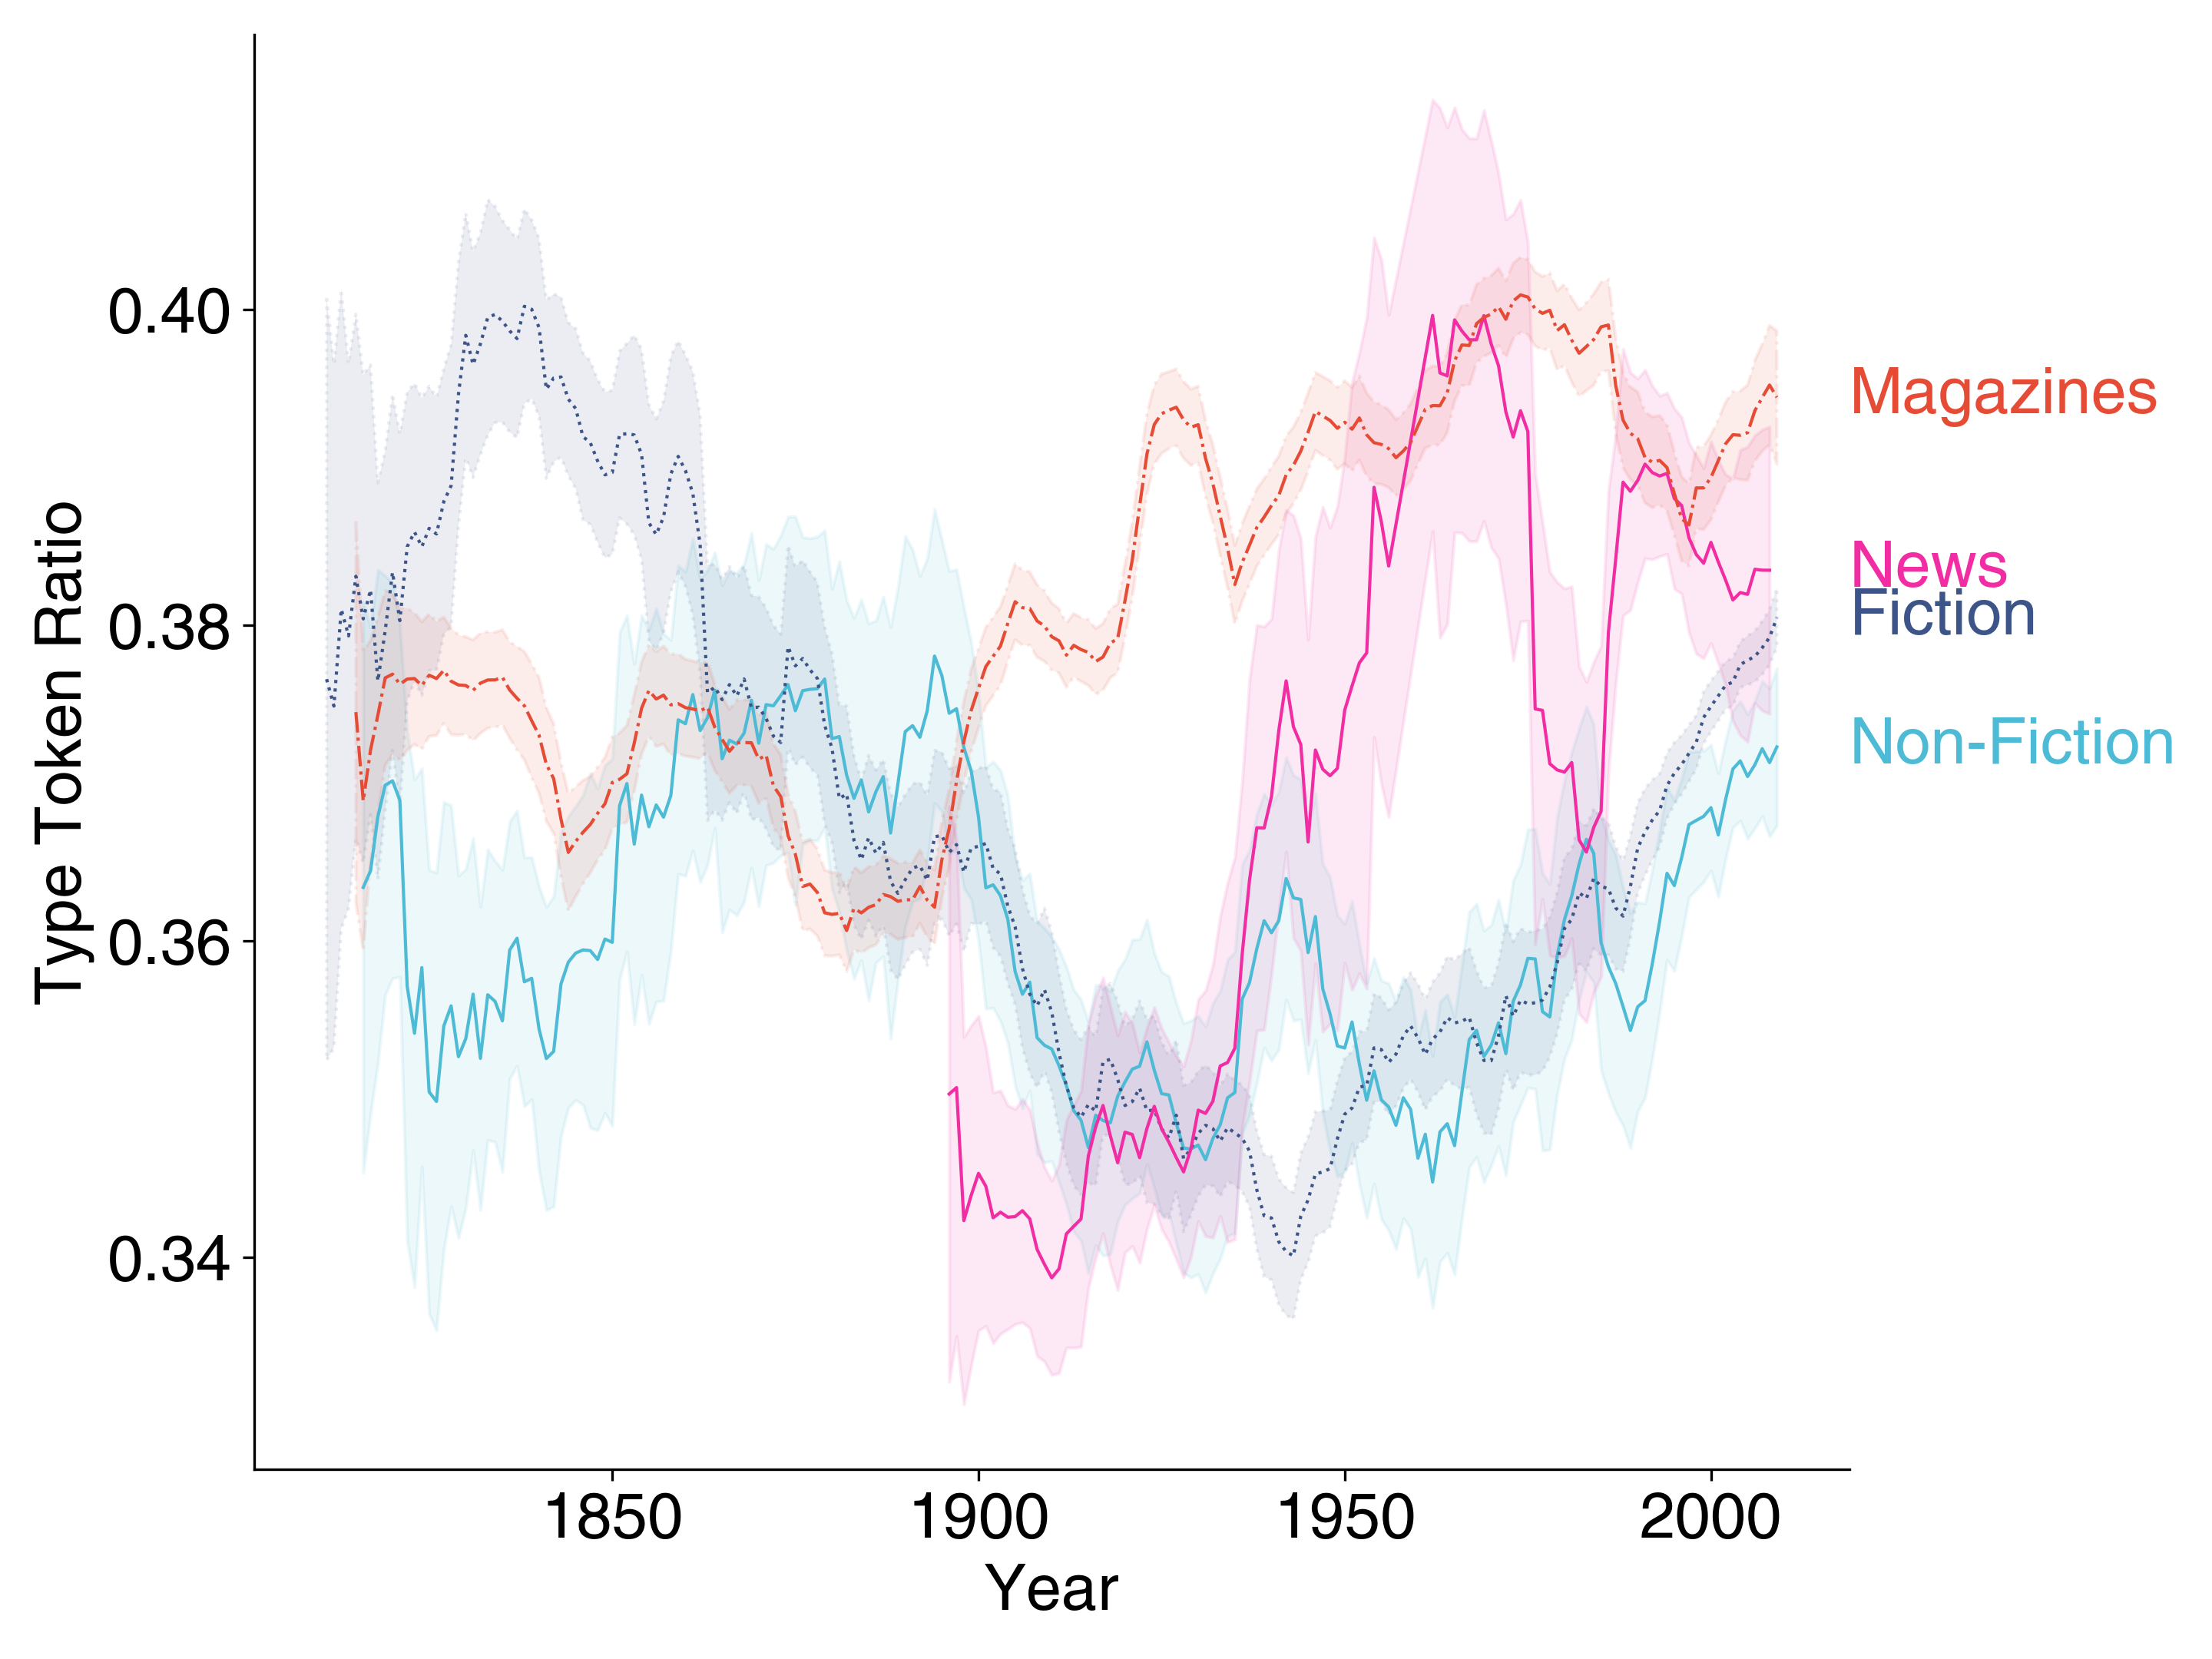 Type Token Ratio
0.40
0.38
0.36
0.34
1850
1900
1950
2000
Year
Magazines
News
Fiction
Non-Fiction